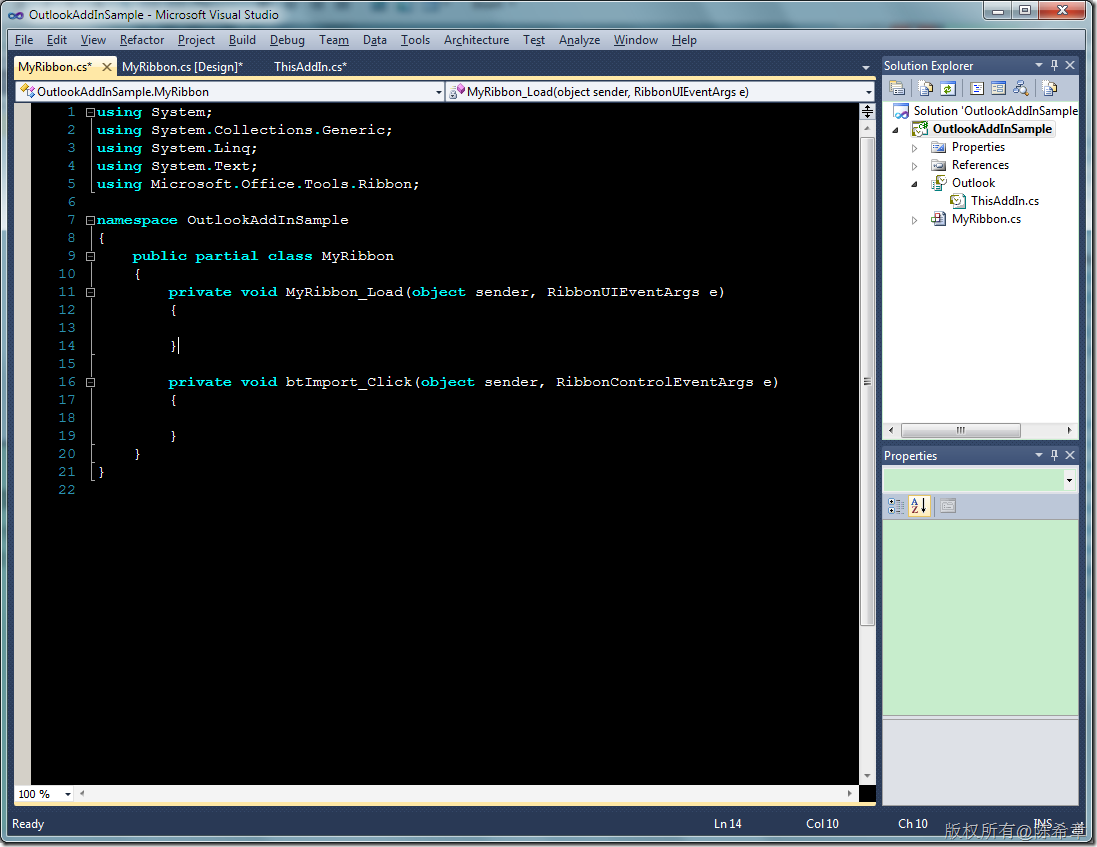 OutlookAddInSample - Microsoft Visual Studio
File Edit View Refactor Project Build Debug Team Data Tools Architecture Test Analyze Window Help
MyRibbon.cs* MyRibbon.cs [Design]* ThisAddIn.cs*
OutlookAddInSample.MyRibbon MyRibbon_Load(object sender, RibbonUIEventArgs e)
1 using System;
2 using System.Collections.Generic;
3 using System.Linq;
4 using System.Text;
5 using Microsoft.Office.Tools.Ribbon;
6
7 namespace OutlookAddInSample
8 {
9 public partial class MyRibbon
10 {
11 private void MyRibbon_Load(object sender, RibbonUIEventArgs e)
12 {
13
14 }
15
16 private void btImport_Click(object sender, RibbonControlEventArgs e)
17 {
18
19 }
20 }
21 }
22
100 %
Solution Explorer
Solution 'OutlookAddInSample
OutlookAddInSample
Properties
References
Outlook
ThisAddIn.cs
MyRibbon.cs
Properties
Ready Ln 14 Col 10 Ch 10 INS
版权所有@陈希章